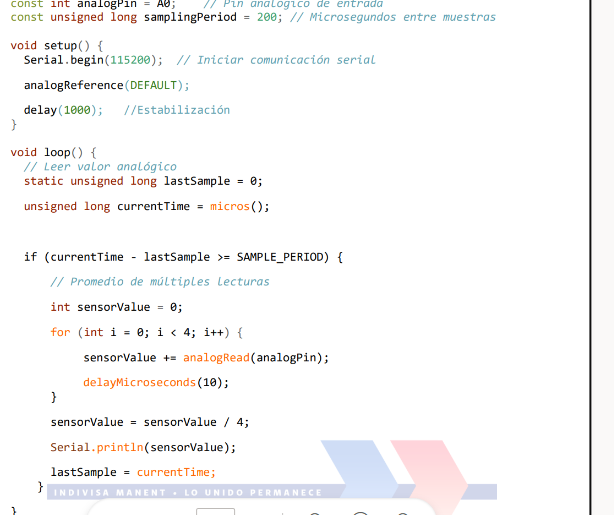 const int analogPin = A0;    // Pin analógico de entrada
const unsigned long samplingPeriod = 200; // Microsegundos entre muestras
void setup() {
  Serial.begin(115200);  // Iniciar comunicación serial
  analogReference(DEFAULT);
  delay(1000);   //Estabilización
}
void loop() {
  // Leer valor analógico
  static unsigned long lastSample = 0;
  unsigned long currentTime = micros();
  if (currentTime - lastSample >= SAMPLE_PERIOD) {
      // Promedio de múltiples lecturas
      int sensorValue = 0;
      for (int i = 0; i < 4; i++) {
           sensorValue += analogRead(analogPin);
           delayMicroseconds(10);
      }
      sensorValue = sensorValue / 4;
      Serial.println(sensorValue);
      lastSample = currentTime;
    }
INDIVISA MANENT • LO UNIDO PERMANECE
}